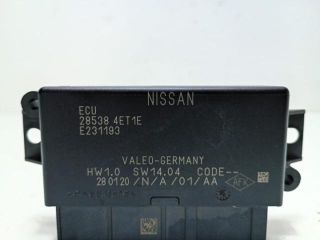 NISSAN
ECU
28538 4ET1E
E231193
VALEO-GERMANY
HW1.0 SW14.04 CODE--
280120/N/A/01/AA